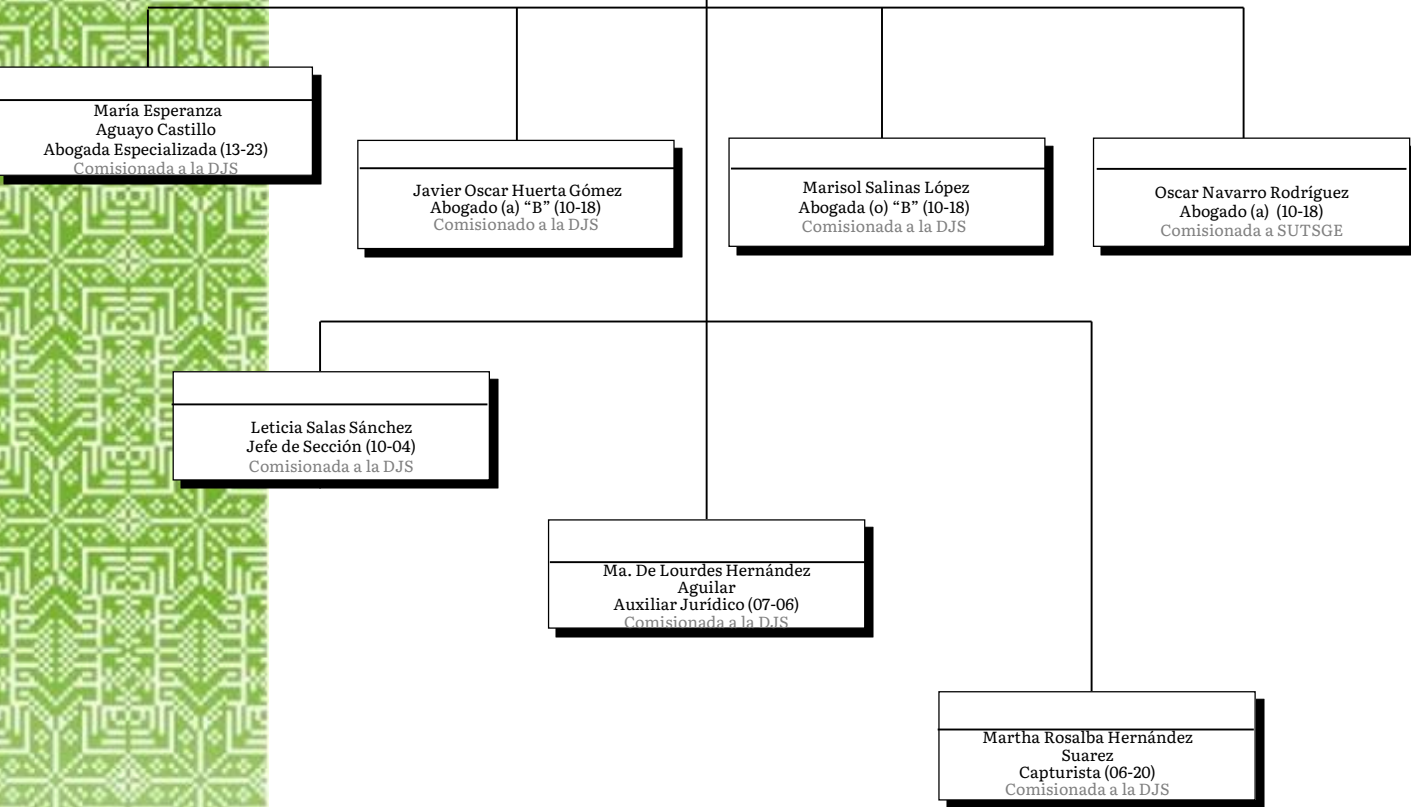 María Esperanza
Aguayo Castillo
Abogada Especializada (13-23)
Comisionada a la DJS
Javier Oscar Huerta Gómez
Abogado (a) “B” (10-18)
Comisionado a la DJS
Marisol Salinas López
Abogada (o) “B” (10-18)
Comisionada a la DJS
Oscar Navarro Rodríguez
Abogado (a)  (10-18)
Comisionada a SUTSGE
Leticia Salas Sánchez
Jefe de Sección (10-04)
Comisionada a la DJS
Ma. De Lourdes Hernández
Aguilar
Auxiliar Jurídico (07-06)
Comisionada a la DJS
Martha Rosalba Hernández
Suarez
Capturista (06-20)
Comisionada a la DJS